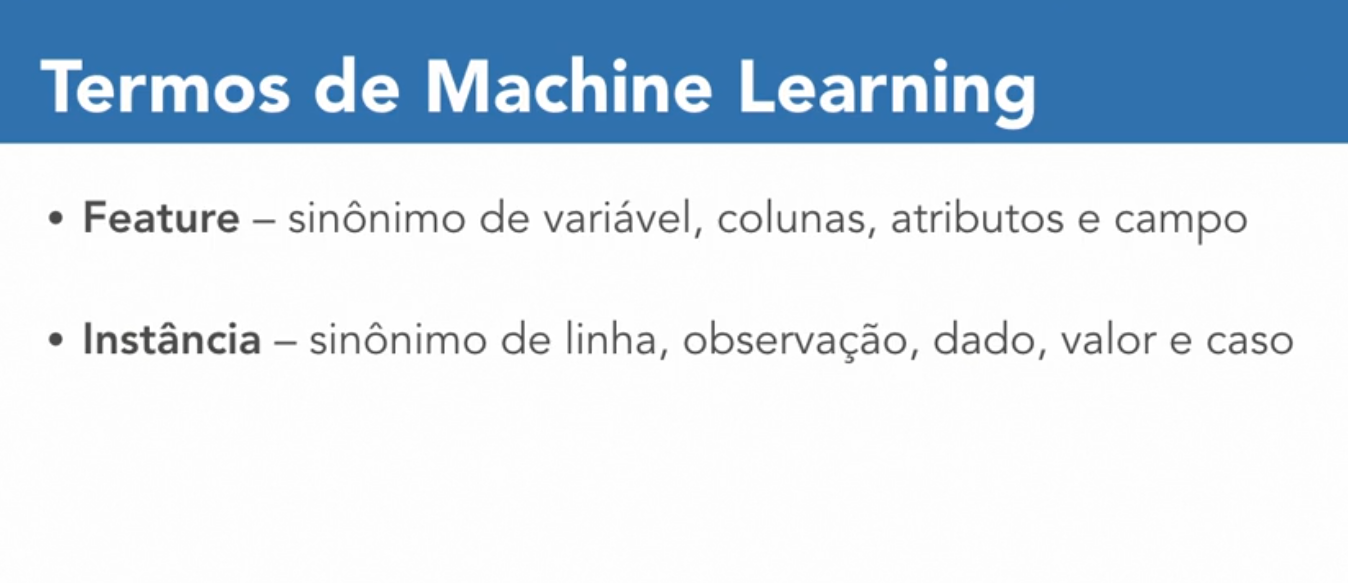 Termos de Machine Learning
• Feature – sinônimo de variável, colunas, atributos e campo
• Instância – sinônimo de linha, observação, dado, valor e caso